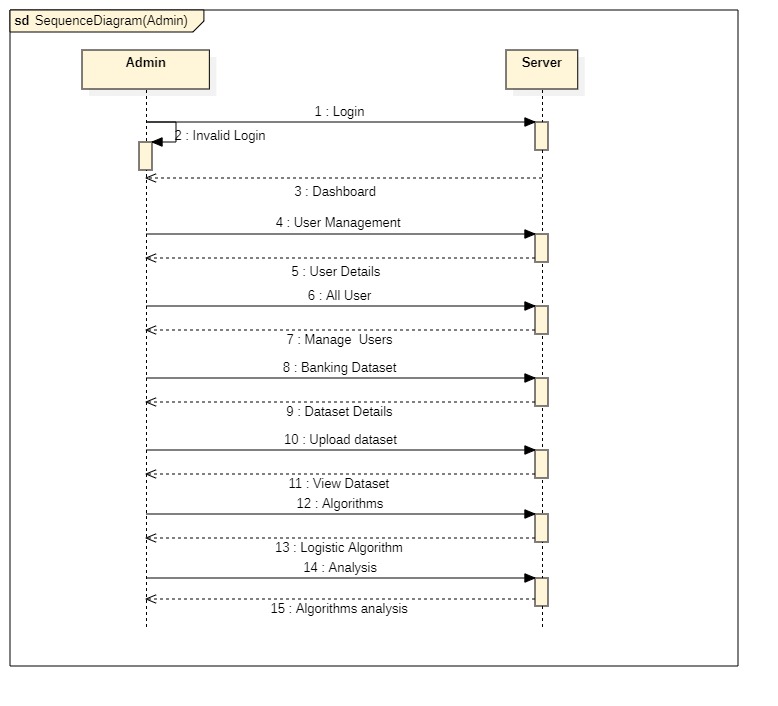 sd SequenceDiagram(Admin)
Admin
Server
1 : Login
2 : Invalid Login
3 : Dashboard
4 : User Management
5 : User Details
6 : All User
7 : Manage  Users
8 : Banking Dataset
9 : Dataset Details
10 : Upload dataset
11 : View Dataset
12 : Algorithms
13 : Logistic Algorithm
14 : Analysis
15 : Algorithms analysis